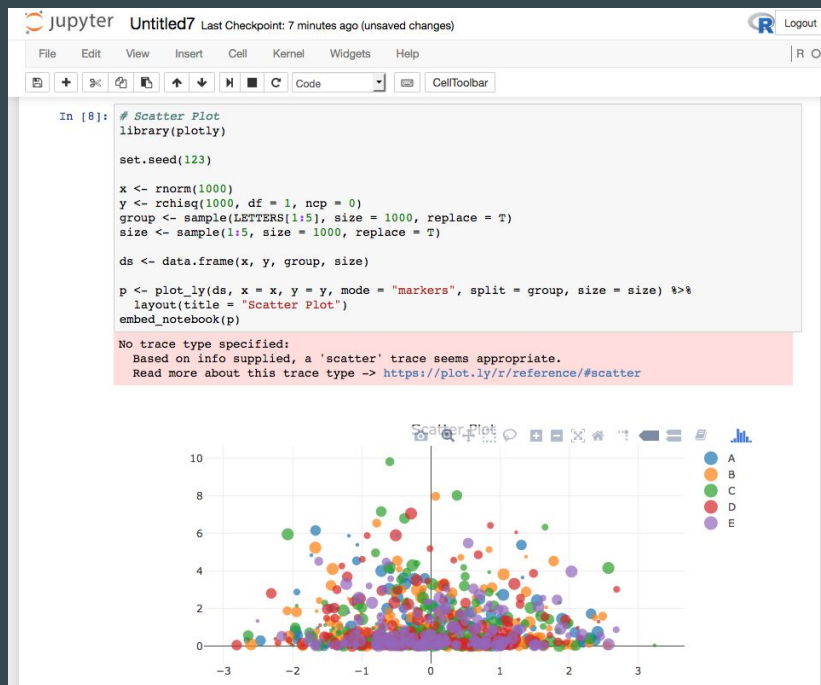 jupyter Untitled7 Last Checkpoint: 7 minutes ago (unsaved changes)
R Logout
File Edit View Insert Cell Kernel Widgets Help
R O
Code CellToolbar
In [8]: # Scatter Plot
library(plotly)
set.seed(123)
x <- rnorm(1000)
y <- rchisq(1000, df = 1, ncp = 0)
group <- sample(LETTERS[1:5], size = 1000, replace = T)
size <- sample(1:5, size = 1000, replace = T)
ds <- data.frame(x, y, group, size)
p <- plot_ly(ds, x = x, y = y, mode = "markers", split = group, size = size) %>%
layout(title = "Scatter Plot")
embed_notebook(p)
No trace type specified:
Based on info supplied, a 'scatter' trace seems appropriate.
Read more about this trace type -> https://plot.ly/r/reference/#scatter
Scatter Plot
10
8
6
4
2
0
−3 −2 −1 0 1 2 3
A
B
C
D
E